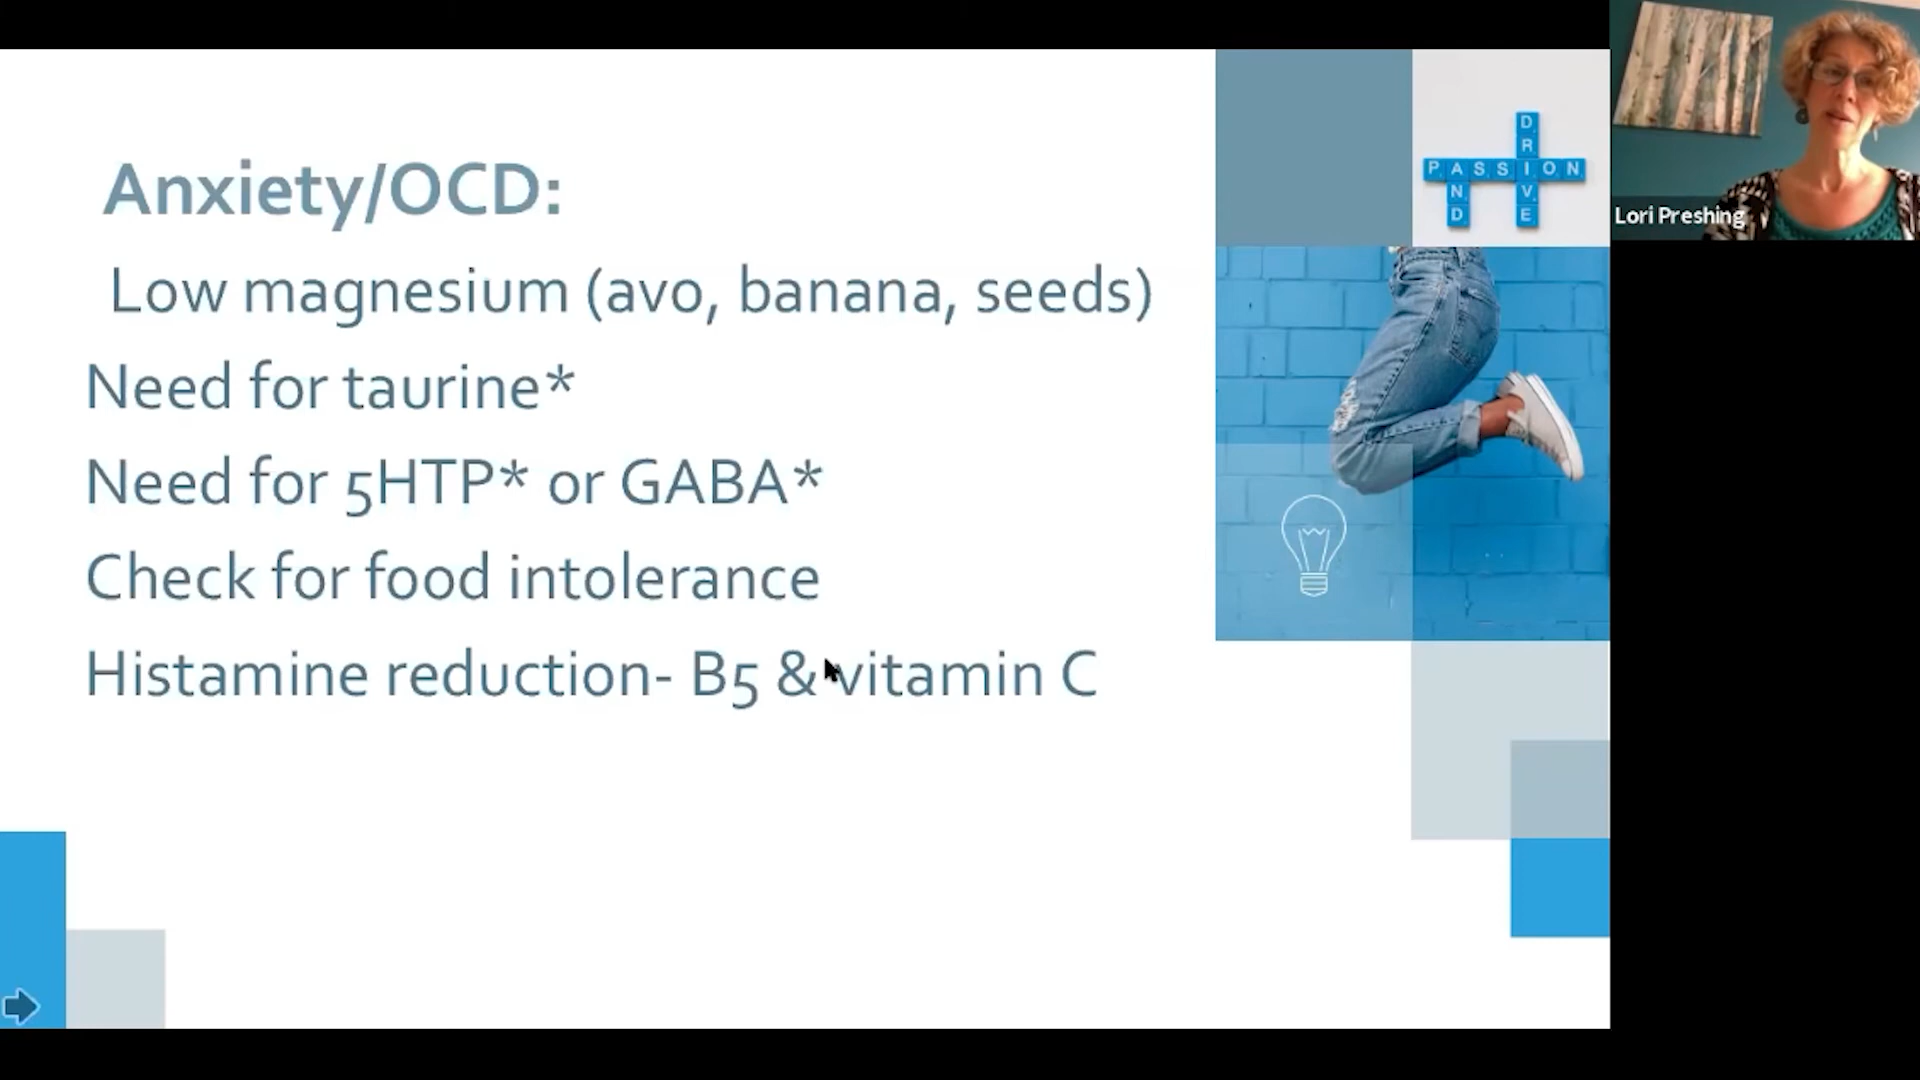 Anxiety/OCD:
Low magnesium (avo, banana, seeds)
Need for taurine*
Need for 5HTP* or GABA*
Check for food intolerance
Histamine reduction- B5 & vitamin C
DRIVE
PASSION
AND
Lori Preshing